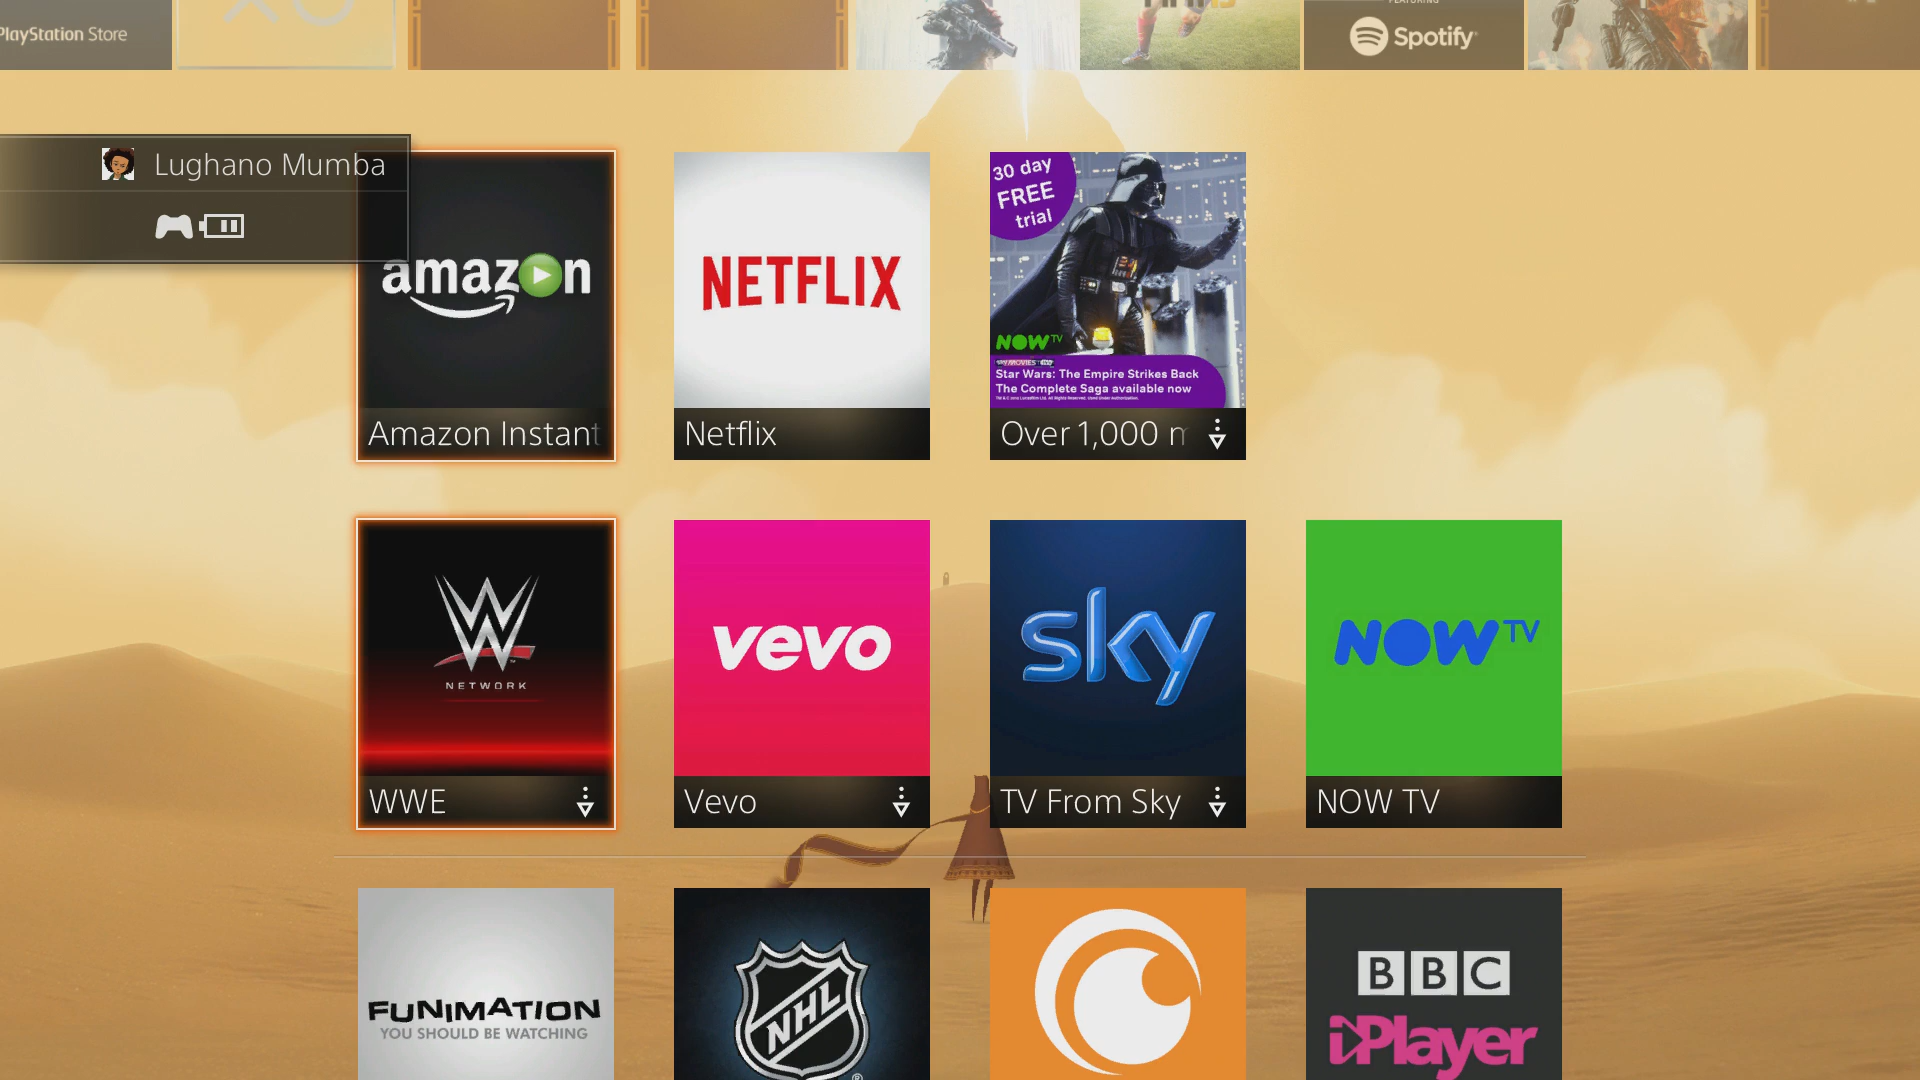 PlayStation Store
FEATURING
Spotify
Lughano Mumba
amazon
Amazon Instant
NETFLIX
Netflix
30 day
FREE
trial
NOW TV
Star Wars: The Empire Strikes Back
The Complete Saga available now
Over 1,000
W
NETWORK
WWE
vevo
Vevo
sky
TV From Sky
NOW TV
NOW TV
FUNIMATION
YOU SHOULD BE WATCHING
NHL
BBC
iPlayer